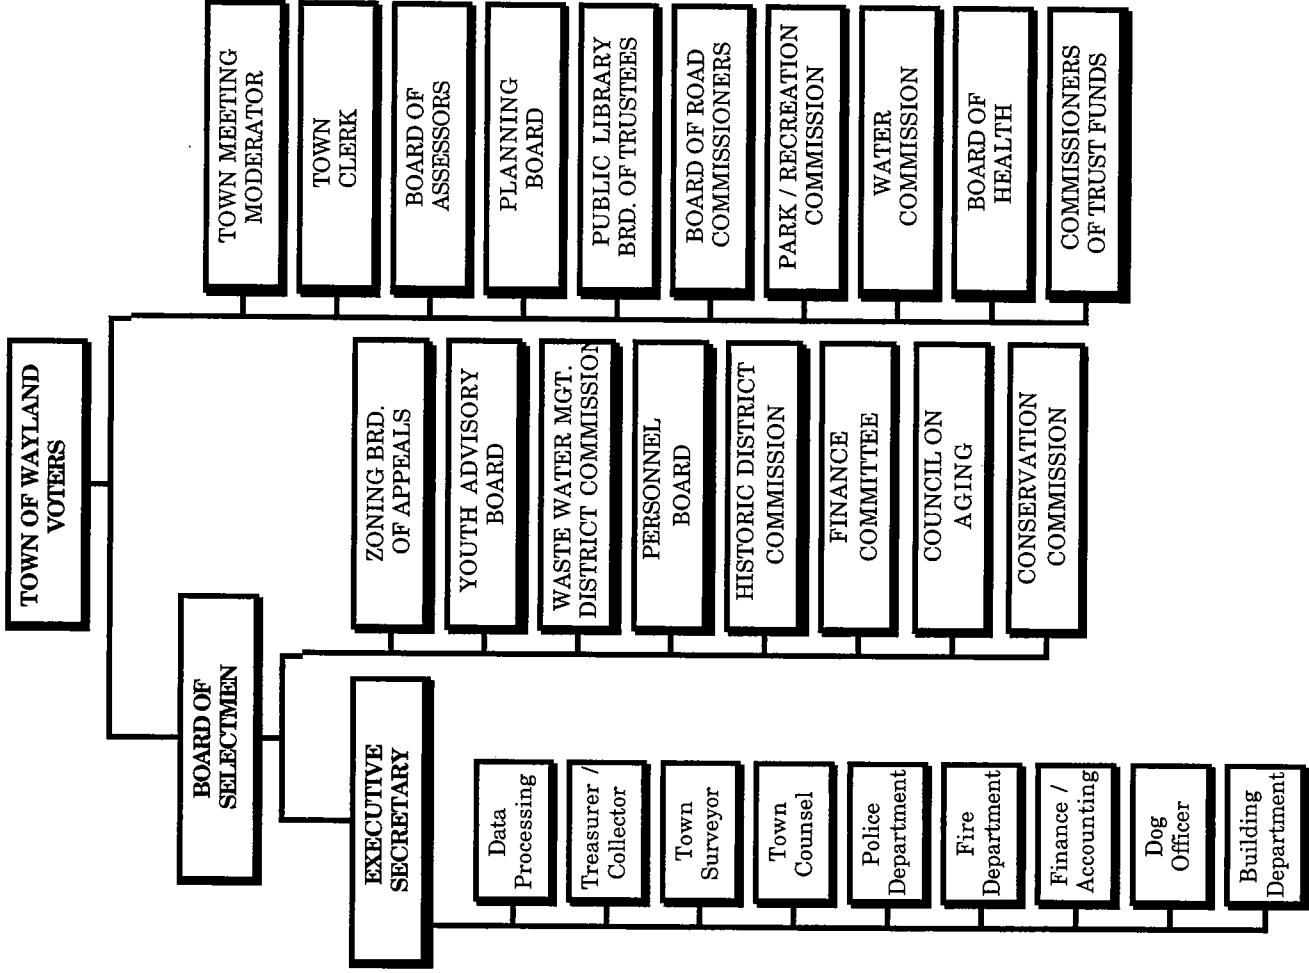 TOWN OF WAYLAND
VOTERS
BOARD OF
SELECTMEN
EXECUTIVE
SECRETARY
Data
Processing
Treasurer /
Collector
Town
Surveyor
Town
Counsel
Police
Department
Fire
Department
Finance /
Accounting
Dog
Officer
Building
Department
ZONING BRD.
OF APPEALS
YOUTH ADVISORY
BOARD
WASTE WATER MGT.
DISTRICT COMMISSION
PERSONNEL
BOARD
HISTORIC DISTRICT
COMMISSION
FINANCE
COMMITTEE
COUNCIL ON
AGING
CONSERVATION
COMMISSION
TOWN MEETING
MODERATOR
TOWN
CLERK
BOARD OF
ASSESSORS
PLANNING
BOARD
PUBLIC LIBRARY
BRD. OF TRUSTEES
BOARD OF ROAD
COMMISSIONERS
PARK / RECREATION
COMMISSION
WATER
COMMISSION
BOARD OF
HEALTH
COMMISSIONERS
OF TRUST FUNDS